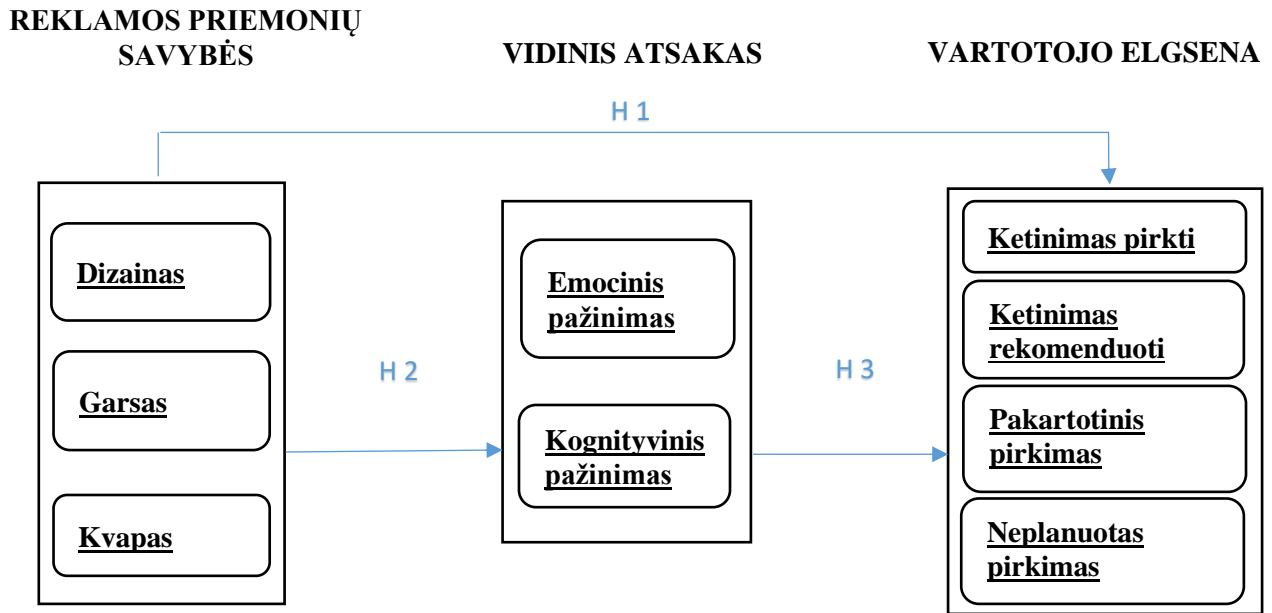 REKLAMOS PRIEMONIŲ
SAVYBĖS
VIDINIS ATSAKAS
VARTOTOJO ELGSENA
H 1
Dizainas
Garsas
Kvapas
H 2
Emocinis
pažinimas
Kognityvinis
pažinimas
H 3
Ketinimas pirkti
Ketinimas
rekomenduoti
Pakartotinis
pirkimas
Neplanuotas
pirkimas